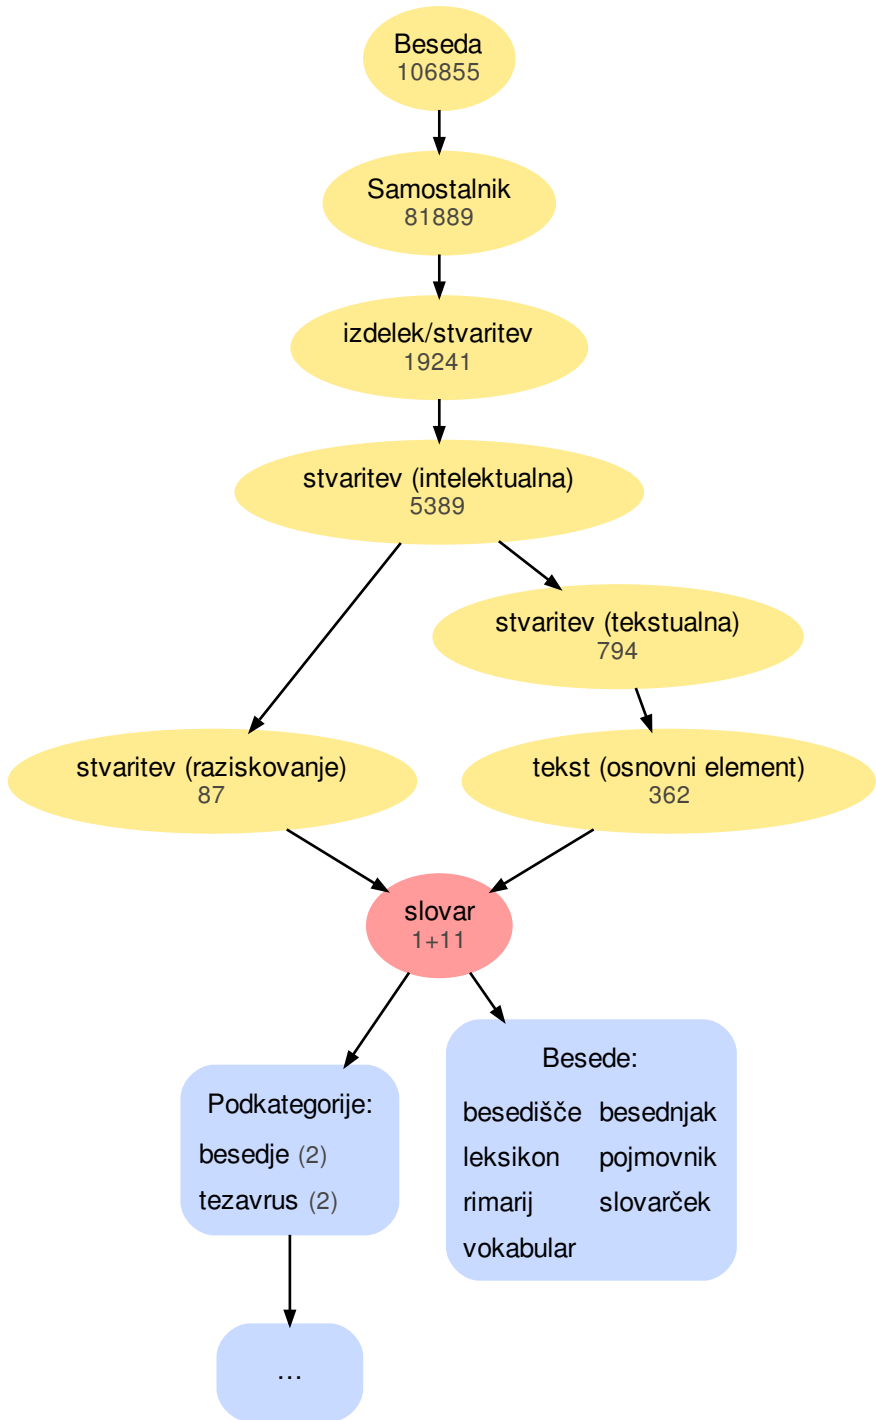 Beseda
106855
Samostalnik
81889
izdelek/stvaritev
19241
stvaritev (intelektualna)
5389
stvaritev (tekstualna)
794
stvaritev (raziskovanje)
87
tekst (osnovni element)
362
slovar
1+11
Podkategorije:
besedje (2)
tezavrus (2)
Besede:
besedišče besednjak
leksikon pojmovnik
rimarij slovarček
vokabular
...